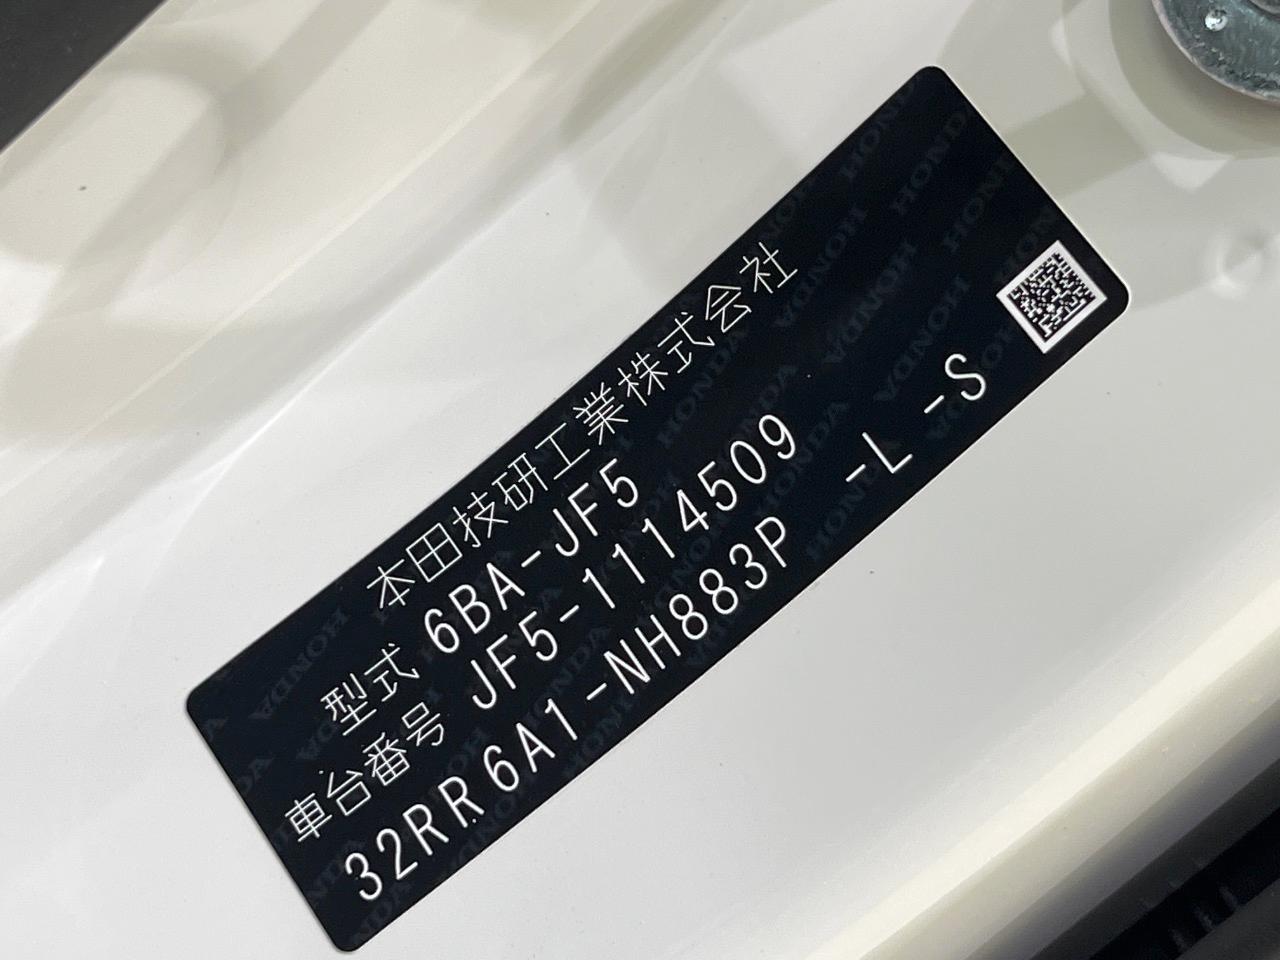 本田技研工業株式会社
型式 6BA-JF5
車台番号 JF5-1114509
32RR6A1-NH883P -L -S